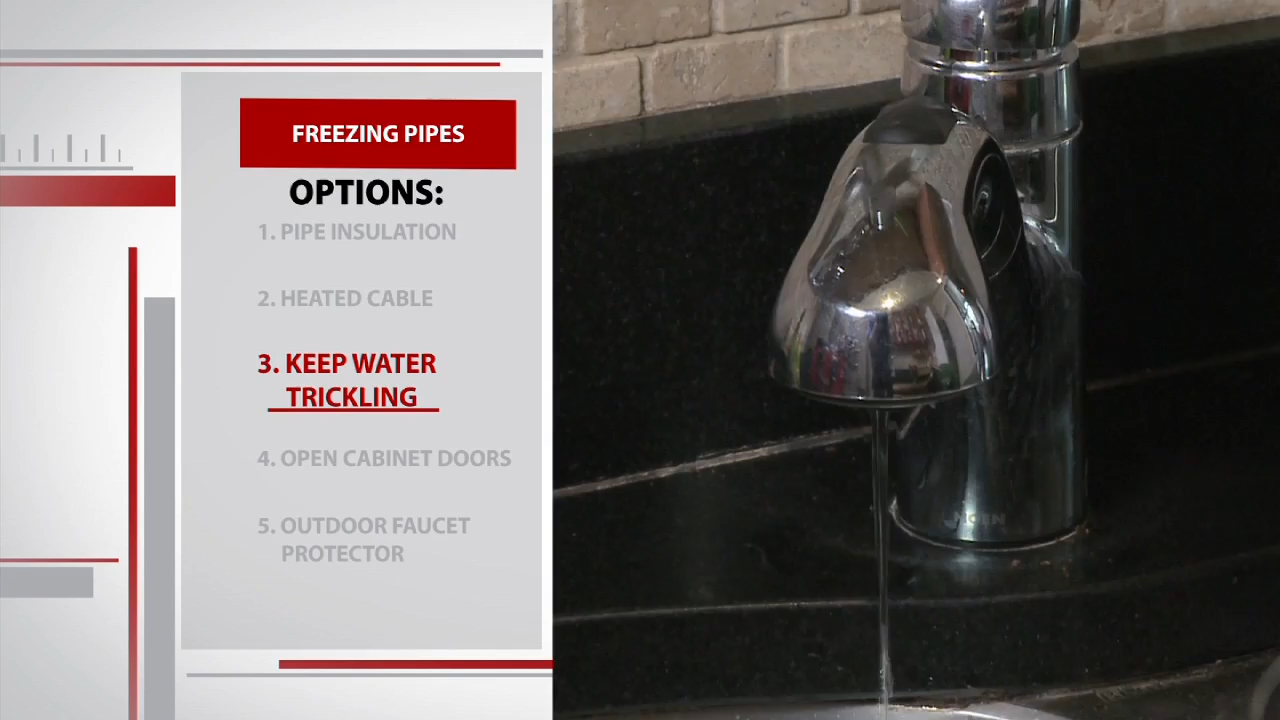 FREEZING PIPES
OPTIONS:
1. PIPE INSULATION
2. HEATED CABLE
3. KEEP WATER
TRICKLING
4. OPEN CABINET DOORS
5. OUTDOOR FAUCET
PROTECTOR
MOEN